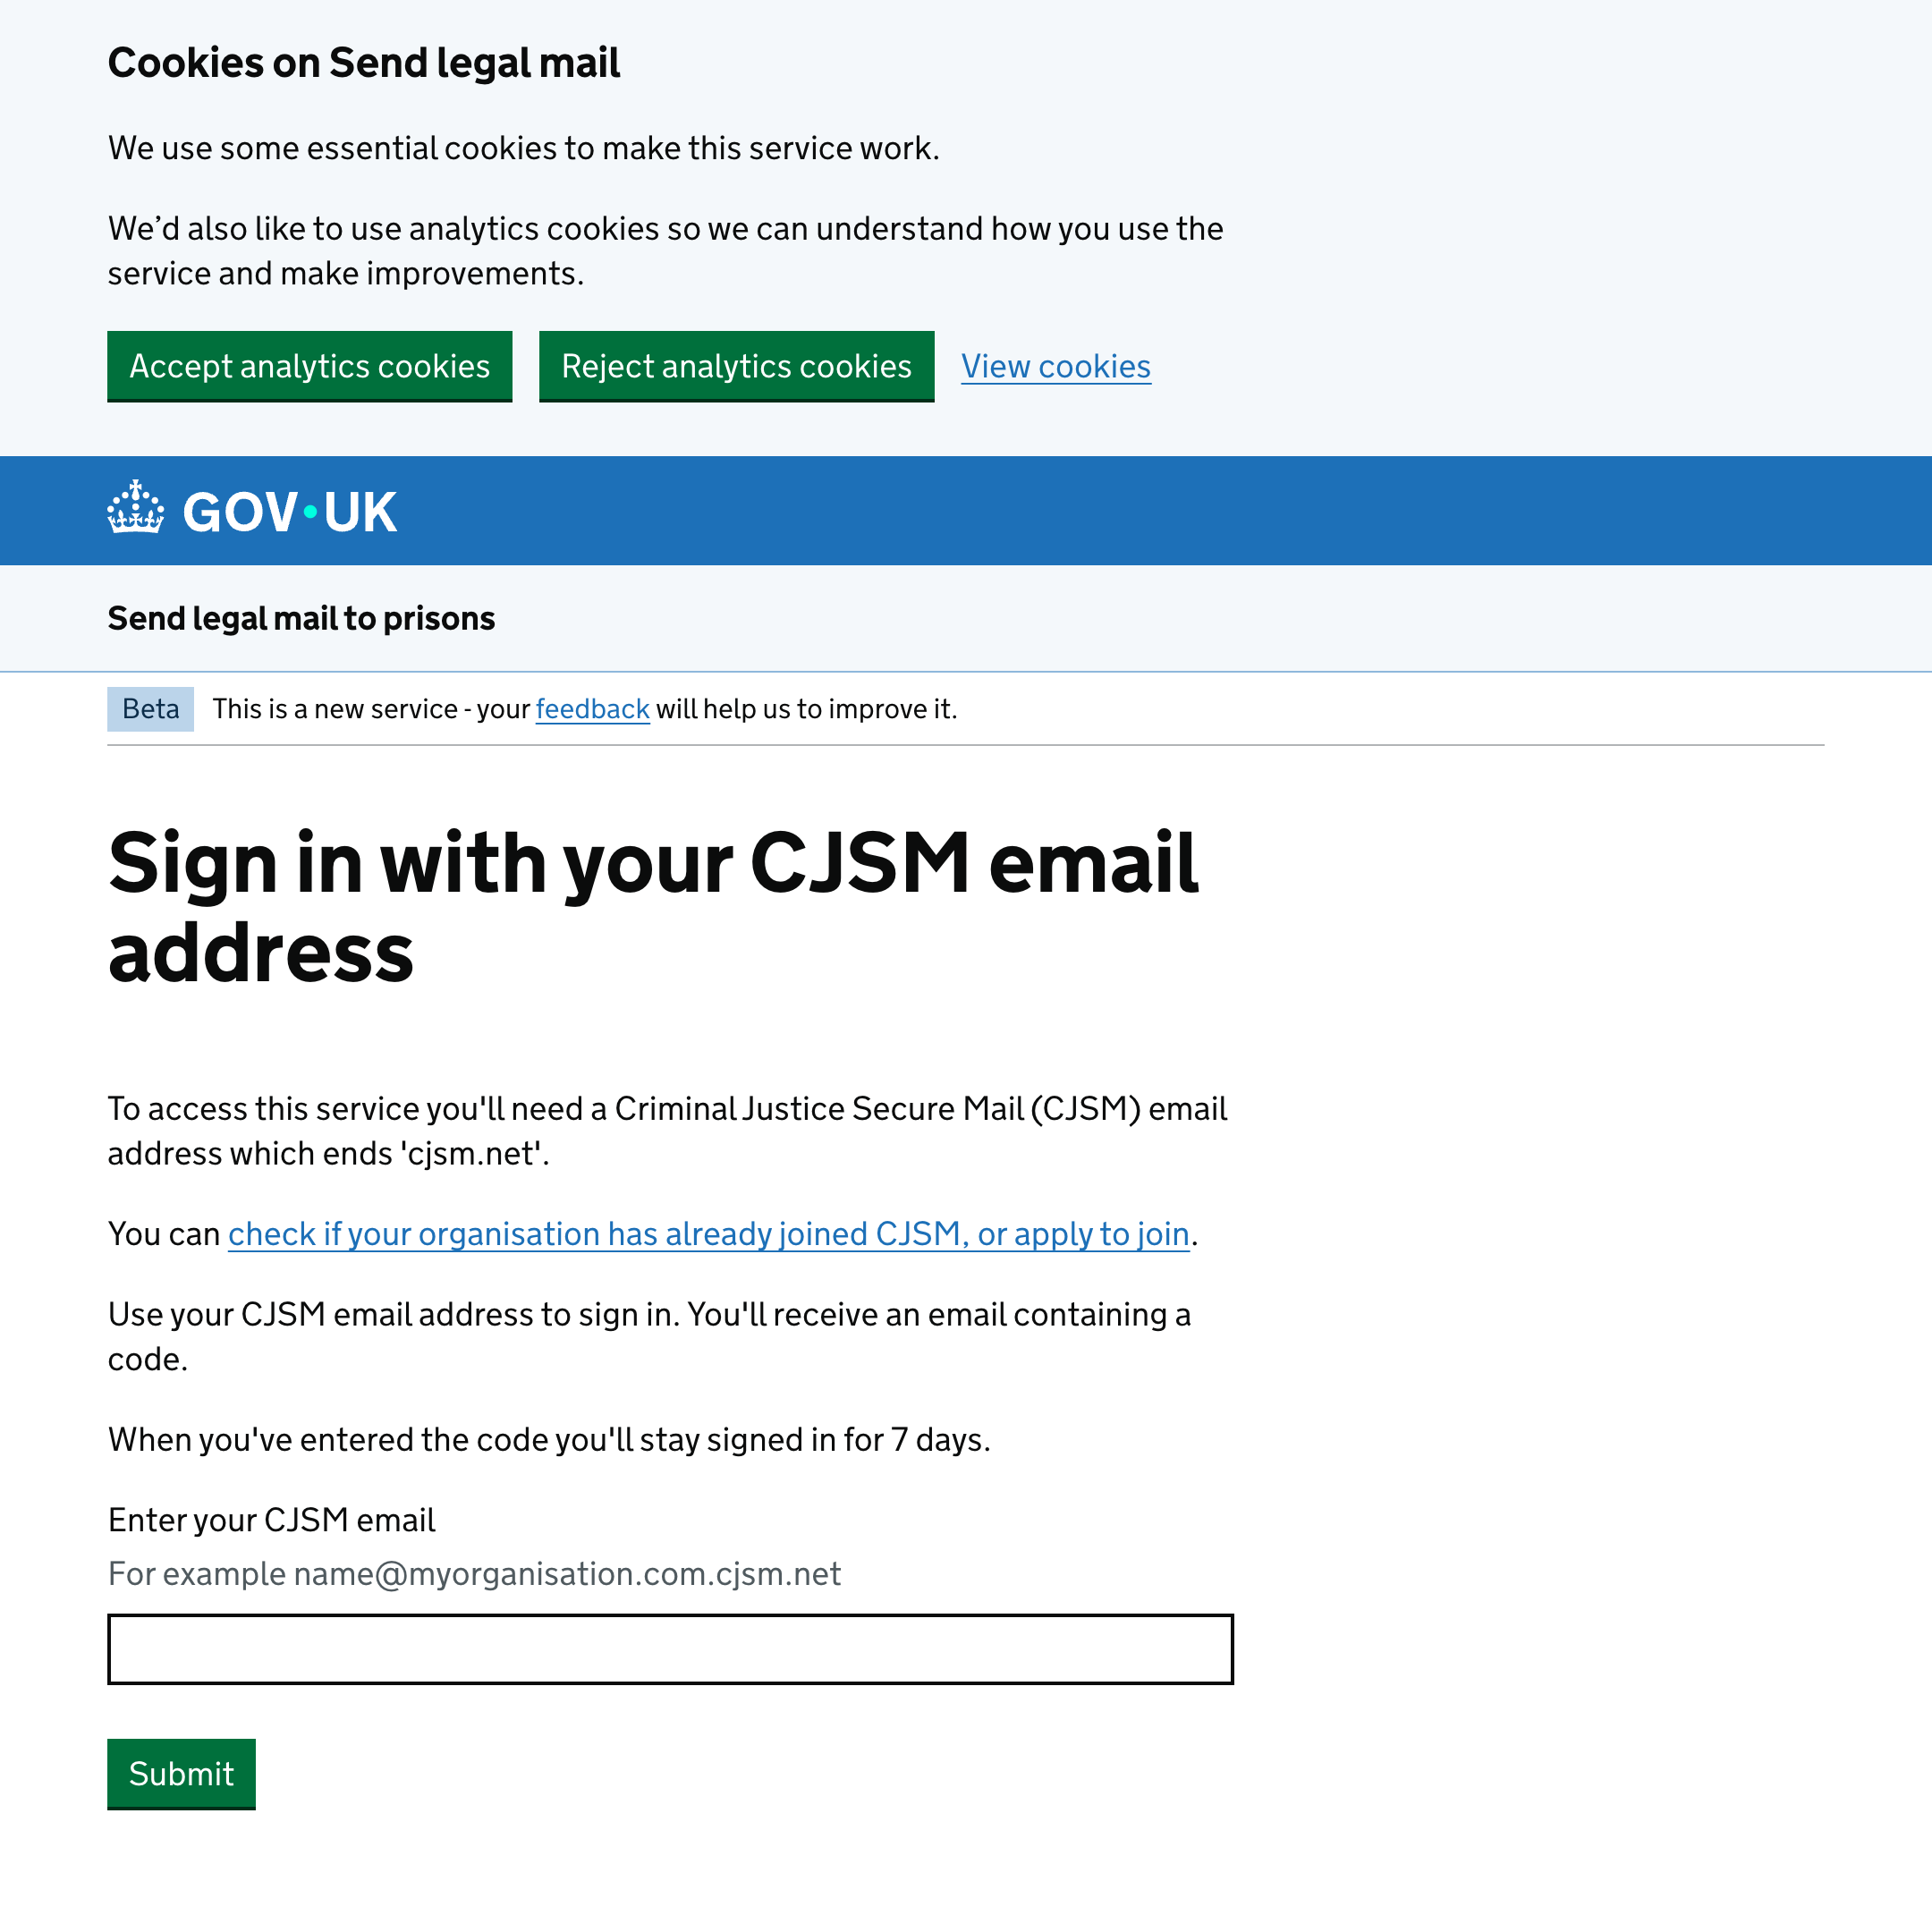 Cookies on Send legal mail
We use some essential cookies to make this service work.
We’d also like to use analytics cookies so we can understand how you use the
service and make improvements.
Accept analytics cookies Reject analytics cookies View cookies
GOV·UK
Send legal mail to prisons
Beta This is a new service - your feedback will help us to improve it.
Sign in with your CJSM email
address
To access this service you'll need a Criminal Justice Secure Mail (CJSM) email
address which ends 'cjsm.net'.
You can check if your organisation has already joined CJSM, or apply to join.
Use your CJSM email address to sign in. You'll receive an email containing a
code.
When you've entered the code you'll stay signed in for 7 days.
Enter your CJSM email
For example name@myorganisation.com.cjsm.net
Submit